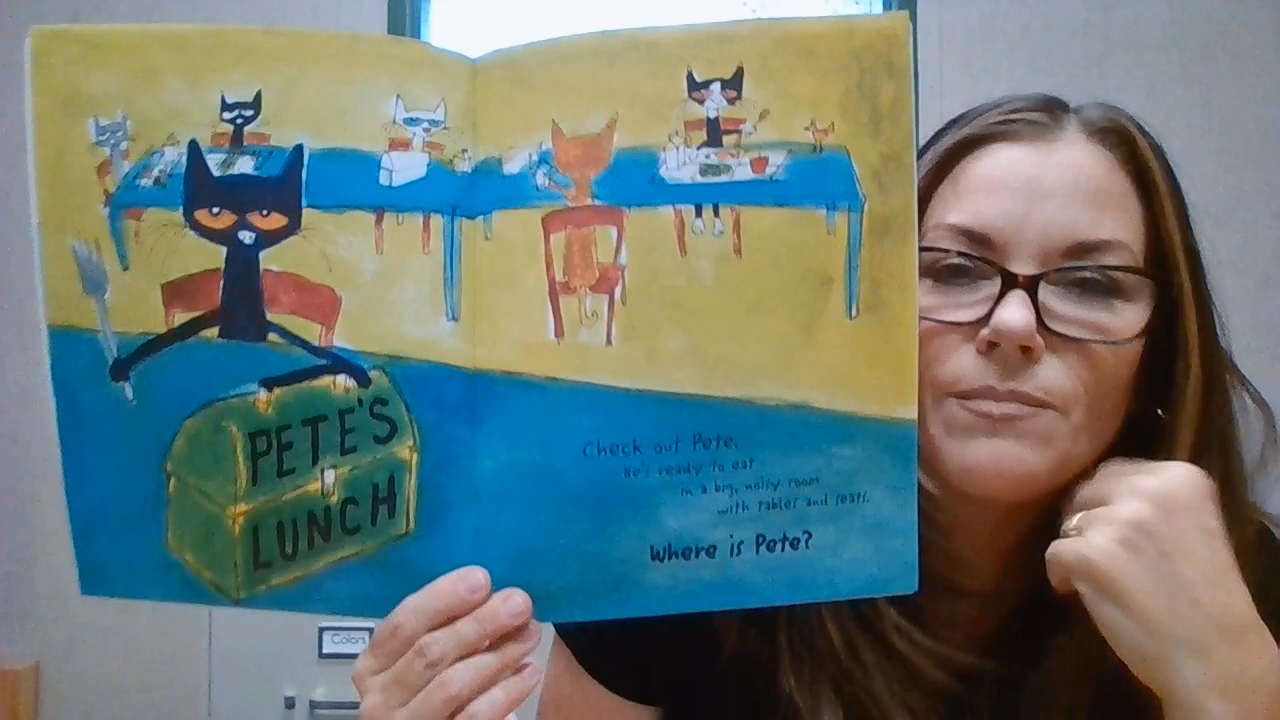 PETE'S
LUNCH
Check out Pete.
He's ready to eat
in a big, noisy room
with tables and seats.
Where is Pete?
Colors